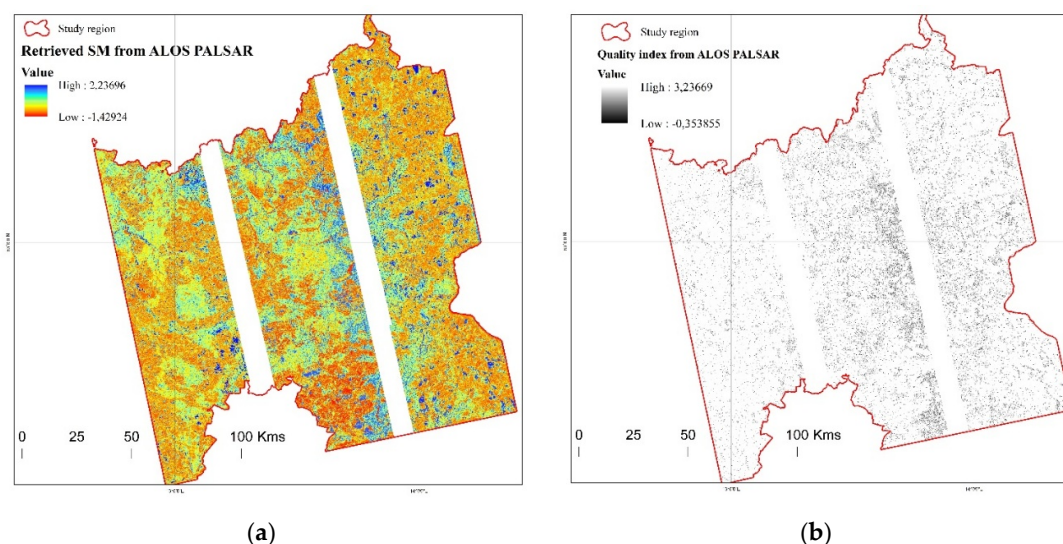 Study region
Retrieved SM from ALOS PALSAR
Value
High : 2,23696
Low : -1,42924
0 25 50 100 Kms
(a)
Study region
Quality index from ALOS PALSAR
Value
High : 3,23669
Low : -0,353855
0 25 50 100 Kms
(b)